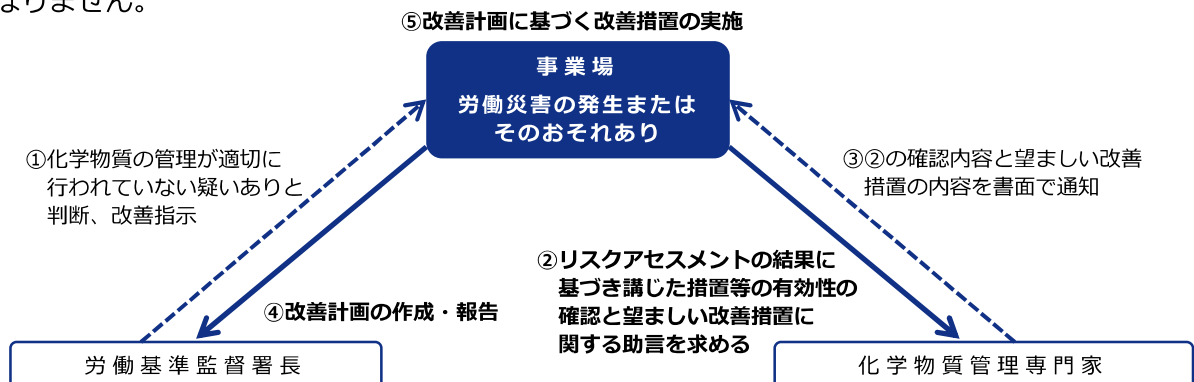 なりません。
⑤改善計画に基づく改善措置の実施
事業場
労働災害の発生または
そのおそれあり
①化学物質の管理が適切に
行われていない疑いありと
判断、改善指示
③②の確認内容と望ましい改善
措置の内容を書面で通知
②リスクアセスメントの結果に
基づき講じた措置等の有効性の
確認と望ましい改善措置に
関する助言を求める
④改善計画の作成・報告
労働基準監督署長
化学物質管理専門家